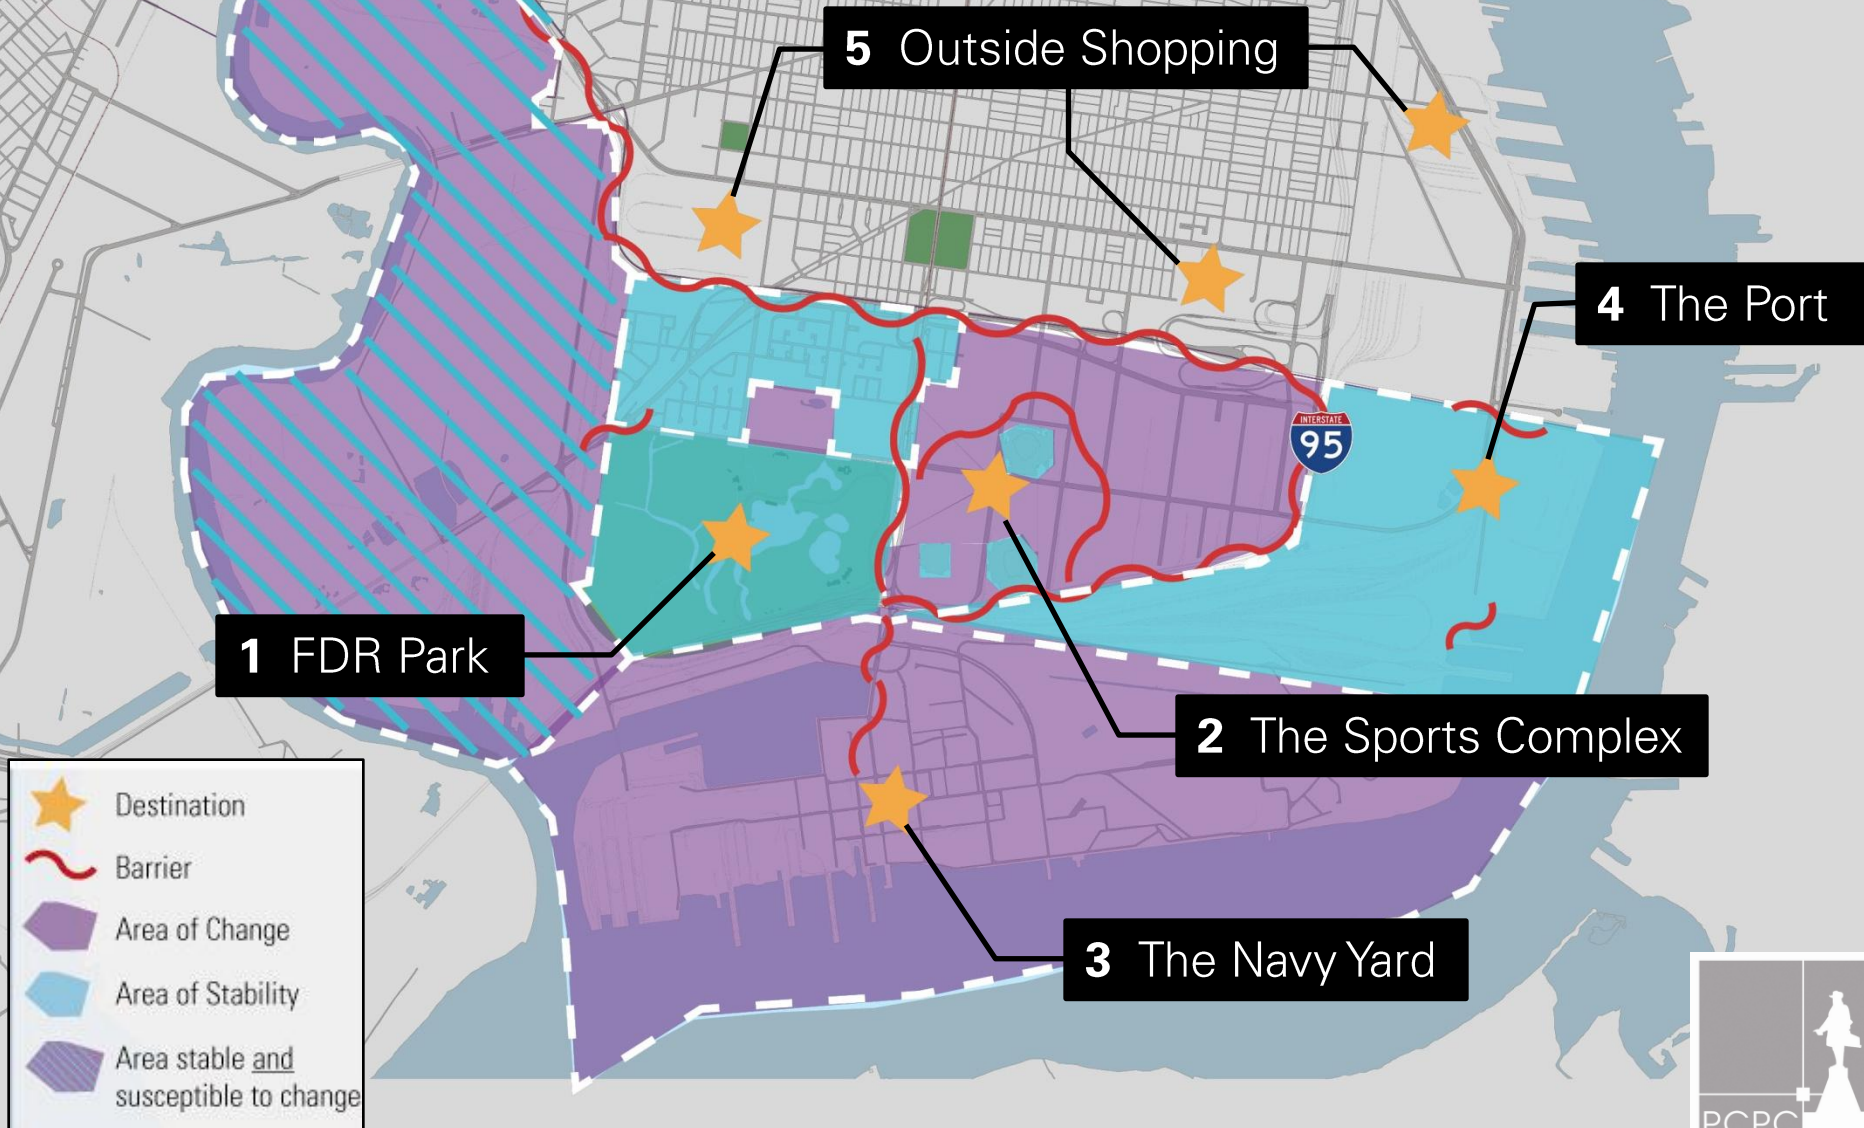 5 Outside Shopping
4 The Port
INTERSTATE
95
1 FDR Park
2 The Sports Complex
3 The Navy Yard
Destination
Barrier
Area of Change
Area of Stability
Area stable and
susceptible to change
PCPC